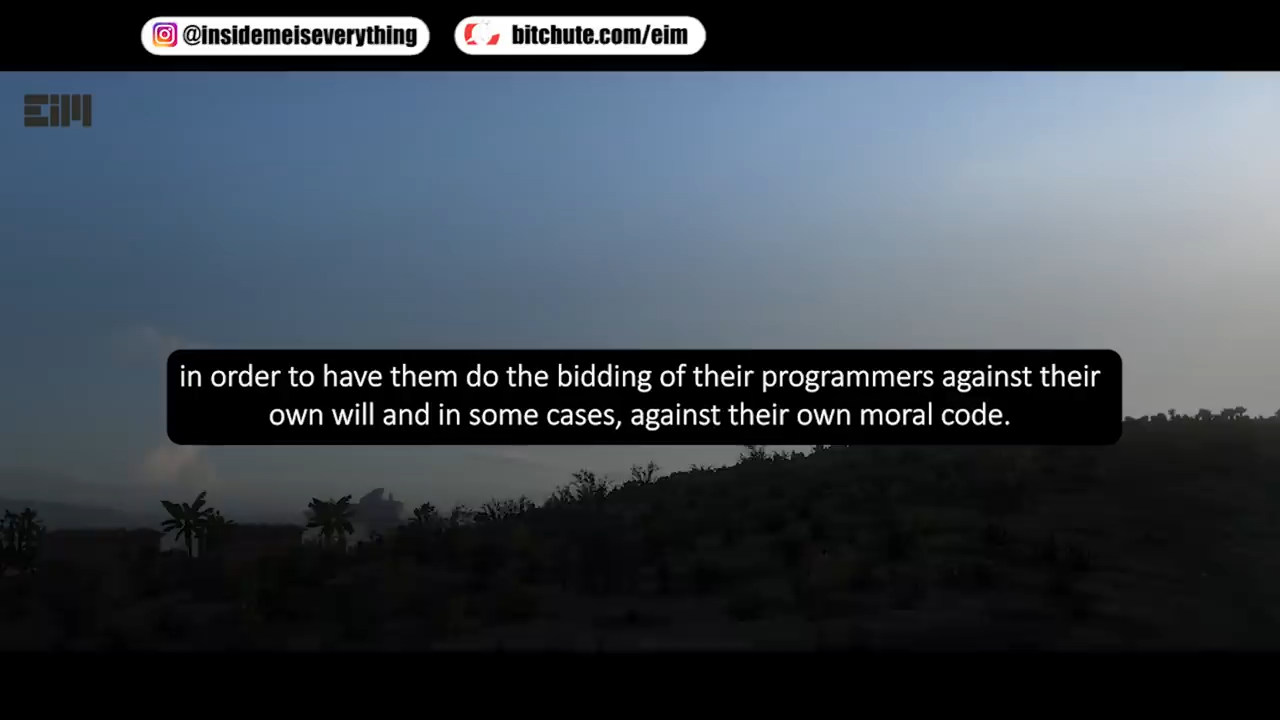 @insidemeiseverything
bitchute.com/eim
EiM
in order to have them do the bidding of their programmers against their
own will and in some cases, against their own moral code.